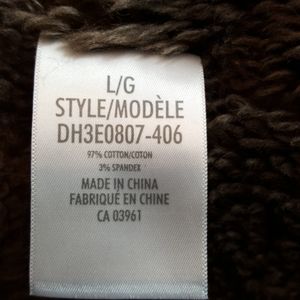 L/G
STYLE/MODÈLE
DH3E0807-406
97% COTTON/COTON
3% SPANDEX
MADE IN CHINA
FABRIQUÉ EN CHINE
CA 03961